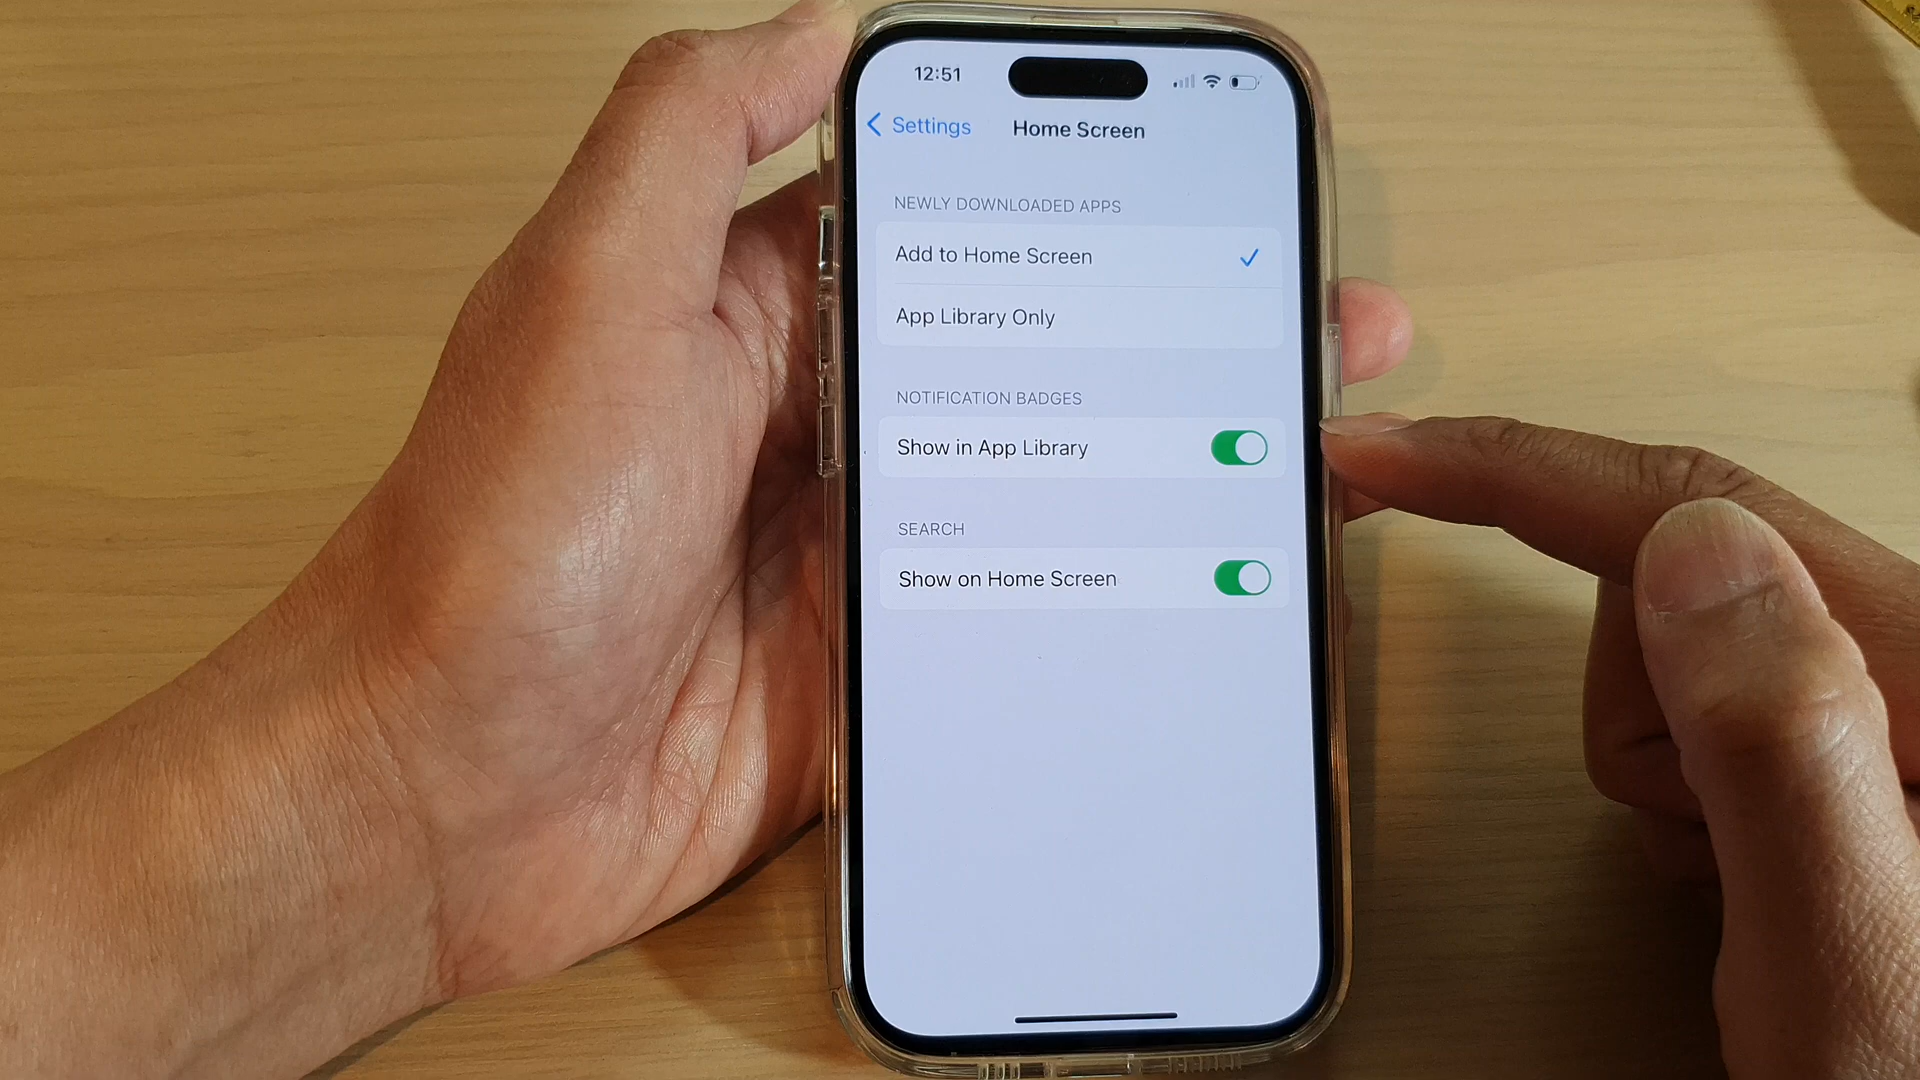 12:51
Settings
Home Screen
NEWLY DOWNLOADED APPS
Add to Home Screen
App Library Only
NOTIFICATION BADGES
Show in App Library
SEARCH
Show on Home Screen